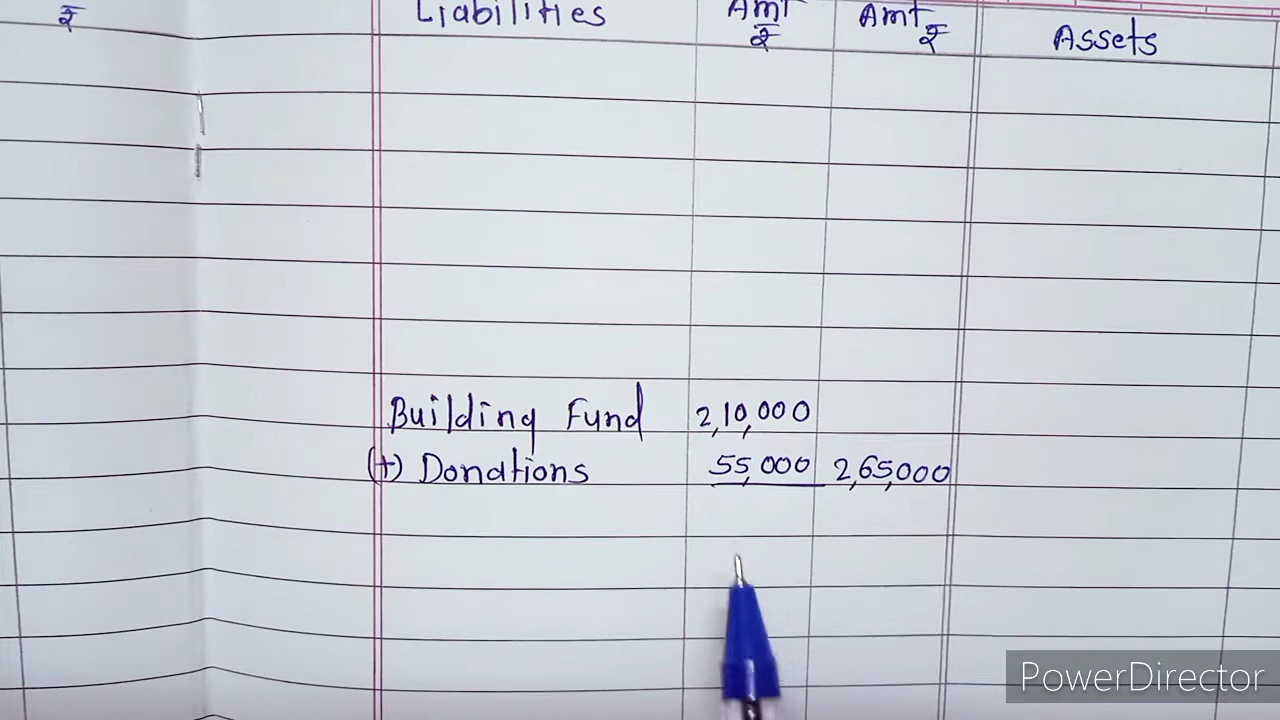 ₹ Liabilities Amt ₹ Amt ₹ Assets
Building Fund 2,10,000
(+) Donations 55,000 2,65,000
PowerDirector